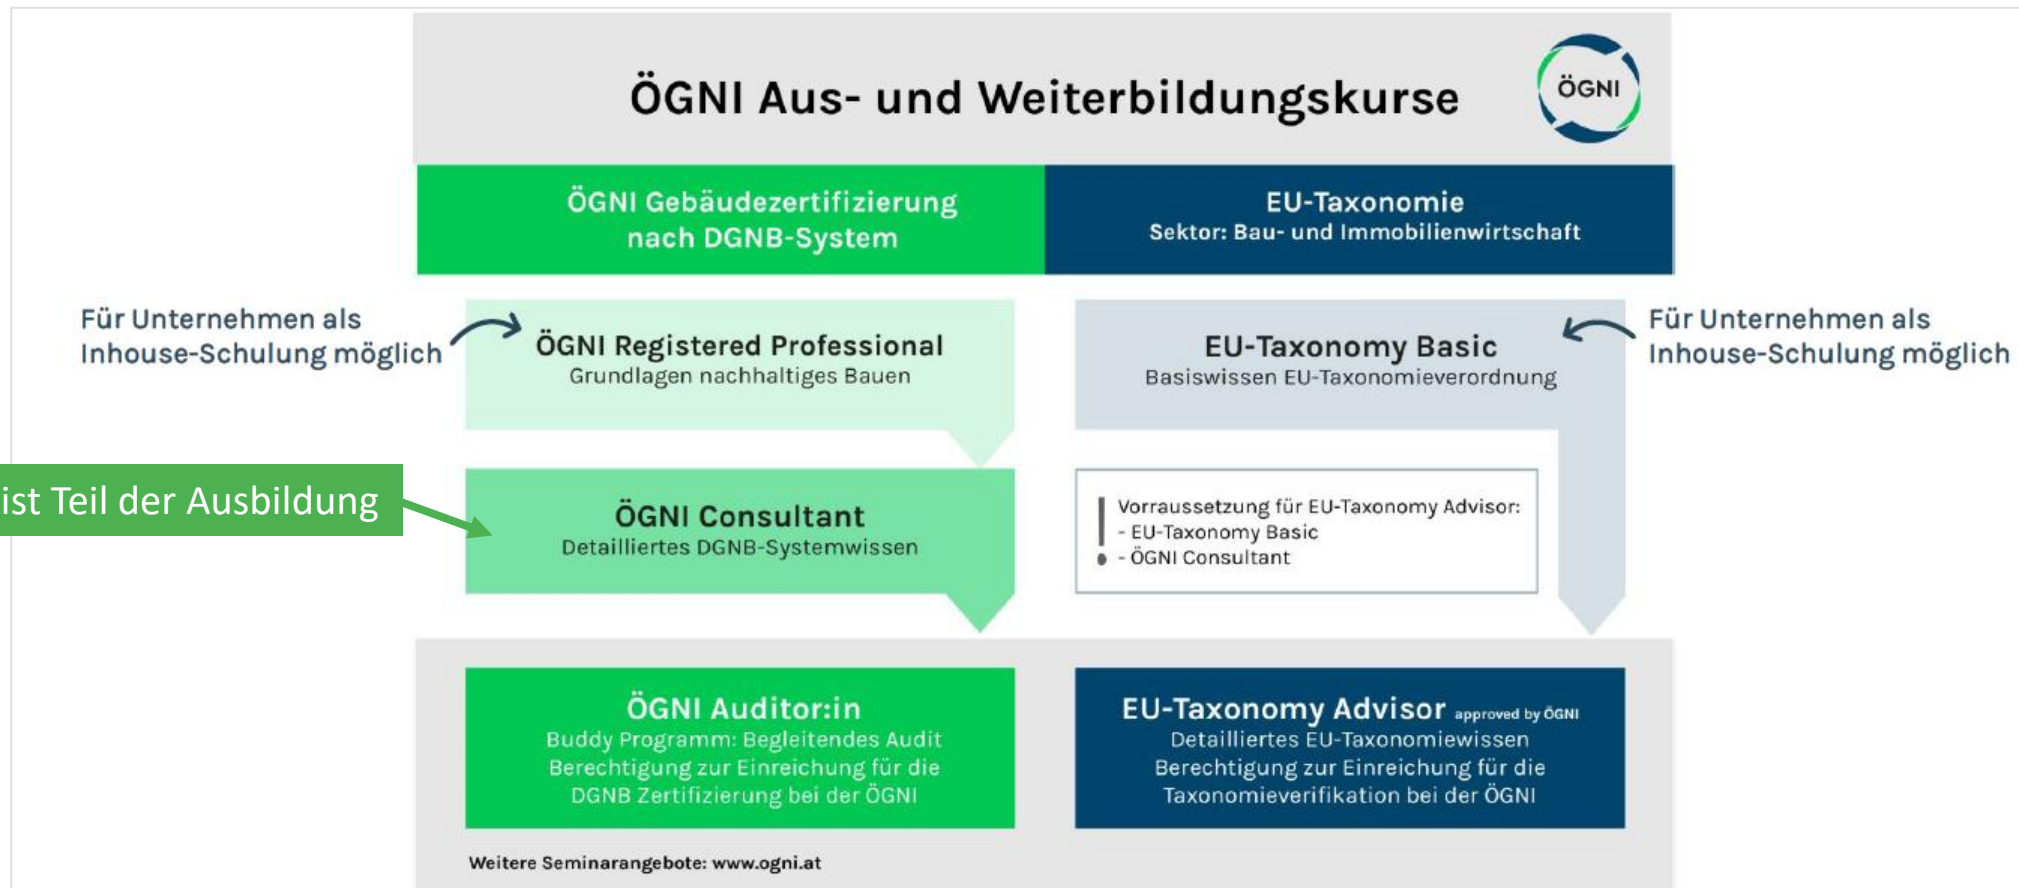 ÖGNI Aus- und Weiterbildungskurse
ÖGNI
ÖGNI Gebäudezertifizierung
nach DGNB-System
EU-Taxonomie
Sektor: Bau- und Immobilienwirtschaft
Für Unternehmen als
Inhouse-Schulung möglich
ÖGNI Registered Professional
Grundlagen nachhaltiges Bauen
EU-Taxonomy Basic
Basiswissen EU-Taxonomieverordnung
Für Unternehmen als
Inhouse-Schulung möglich
ist Teil der Ausbildung
ÖGNI Consultant
Detailliertes DGNB-Systemwissen
Vorraussetzung für EU-Taxonomy Advisor:
- EU-Taxonomy Basic
- ÖGNI Consultant
ÖGNI Auditor:in
Buddy Programm: Begleitendes Audit
Berechtigung zur Einreichung für die
DGNB Zertifizierung bei der ÖGNI
EU-Taxonomy Advisor approved by ÖGNI
Detailliertes EU-Taxonomiewissen
Berechtigung zur Einreichung für die
Taxonomieverifikation bei der ÖGNI
Weitere Seminarangebote: www.ogni.at